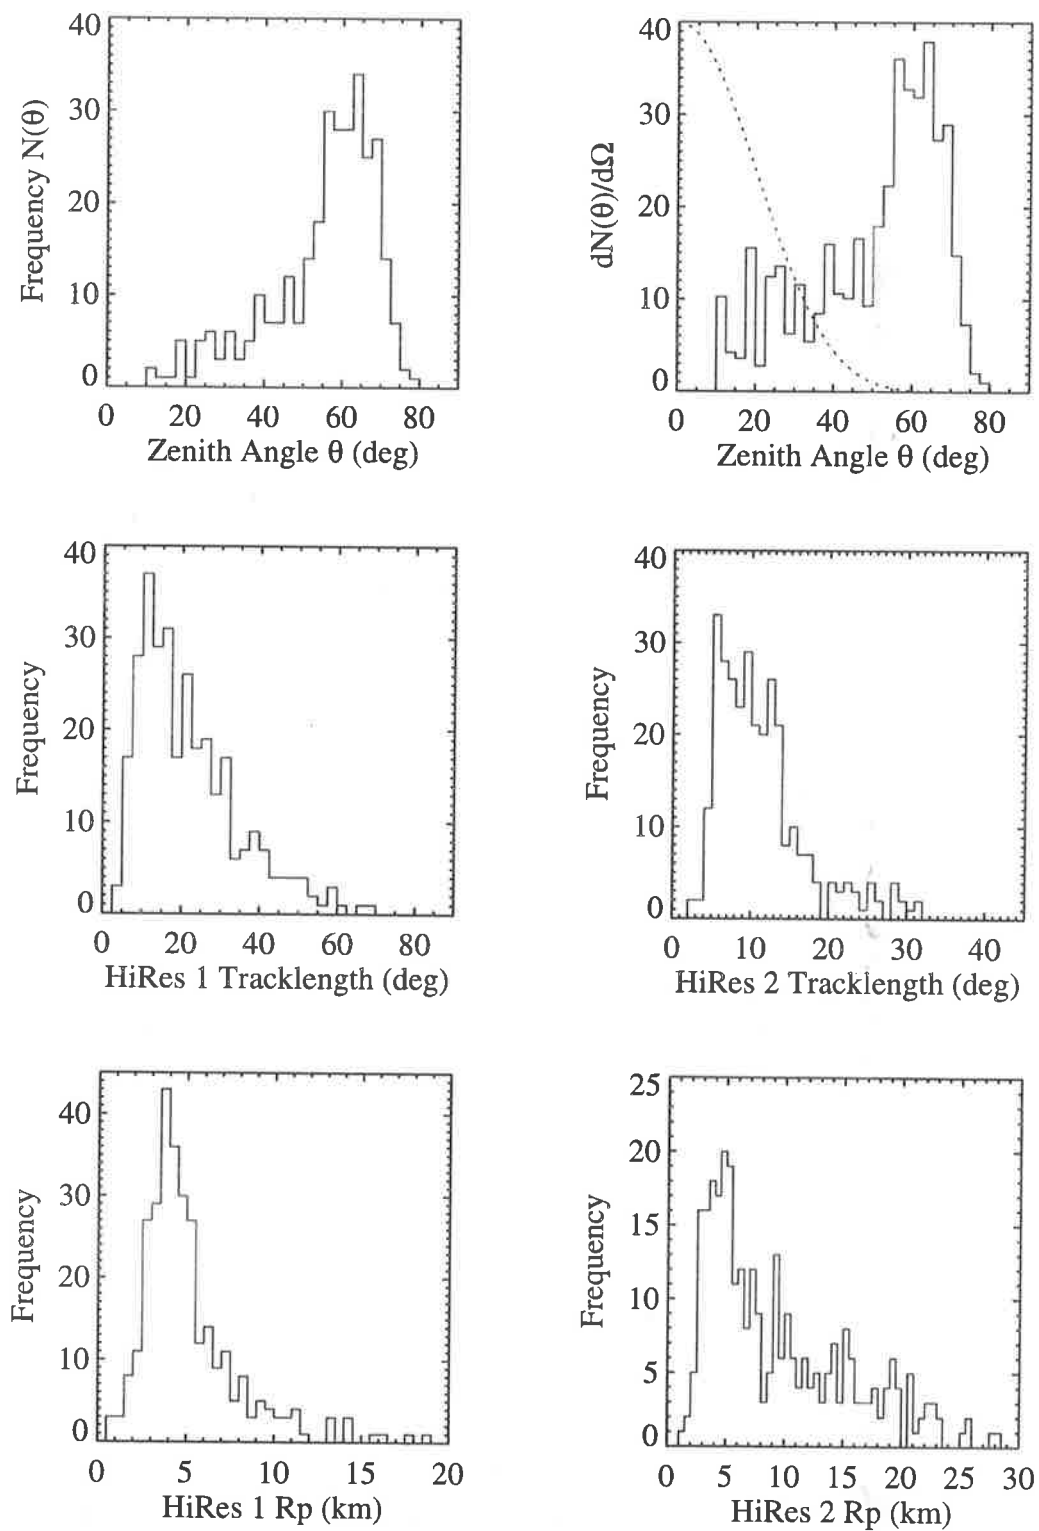 40
30
20
10
0
Frequency N(θ)
0 20 40 60 80
Zenith Angle θ (deg)
40
30
20
10
0
dN(θ)/dΩ
0 20 40 60 80
Zenith Angle θ (deg)
40
30
20
10
0
Frequency
0 20 40 60 80
HiRes 1 Tracklength (deg)
40
30
20
10
0
Frequency
0 10 20 30 40
HiRes 2 Tracklength (deg)
40
30
20
10
0
Frequency
0 5 10 15 20
HiRes 1 Rp (km)
25
20
15
10
5
0
Frequency
0 5 10 15 20 25 30
HiRes 2 Rp (km)